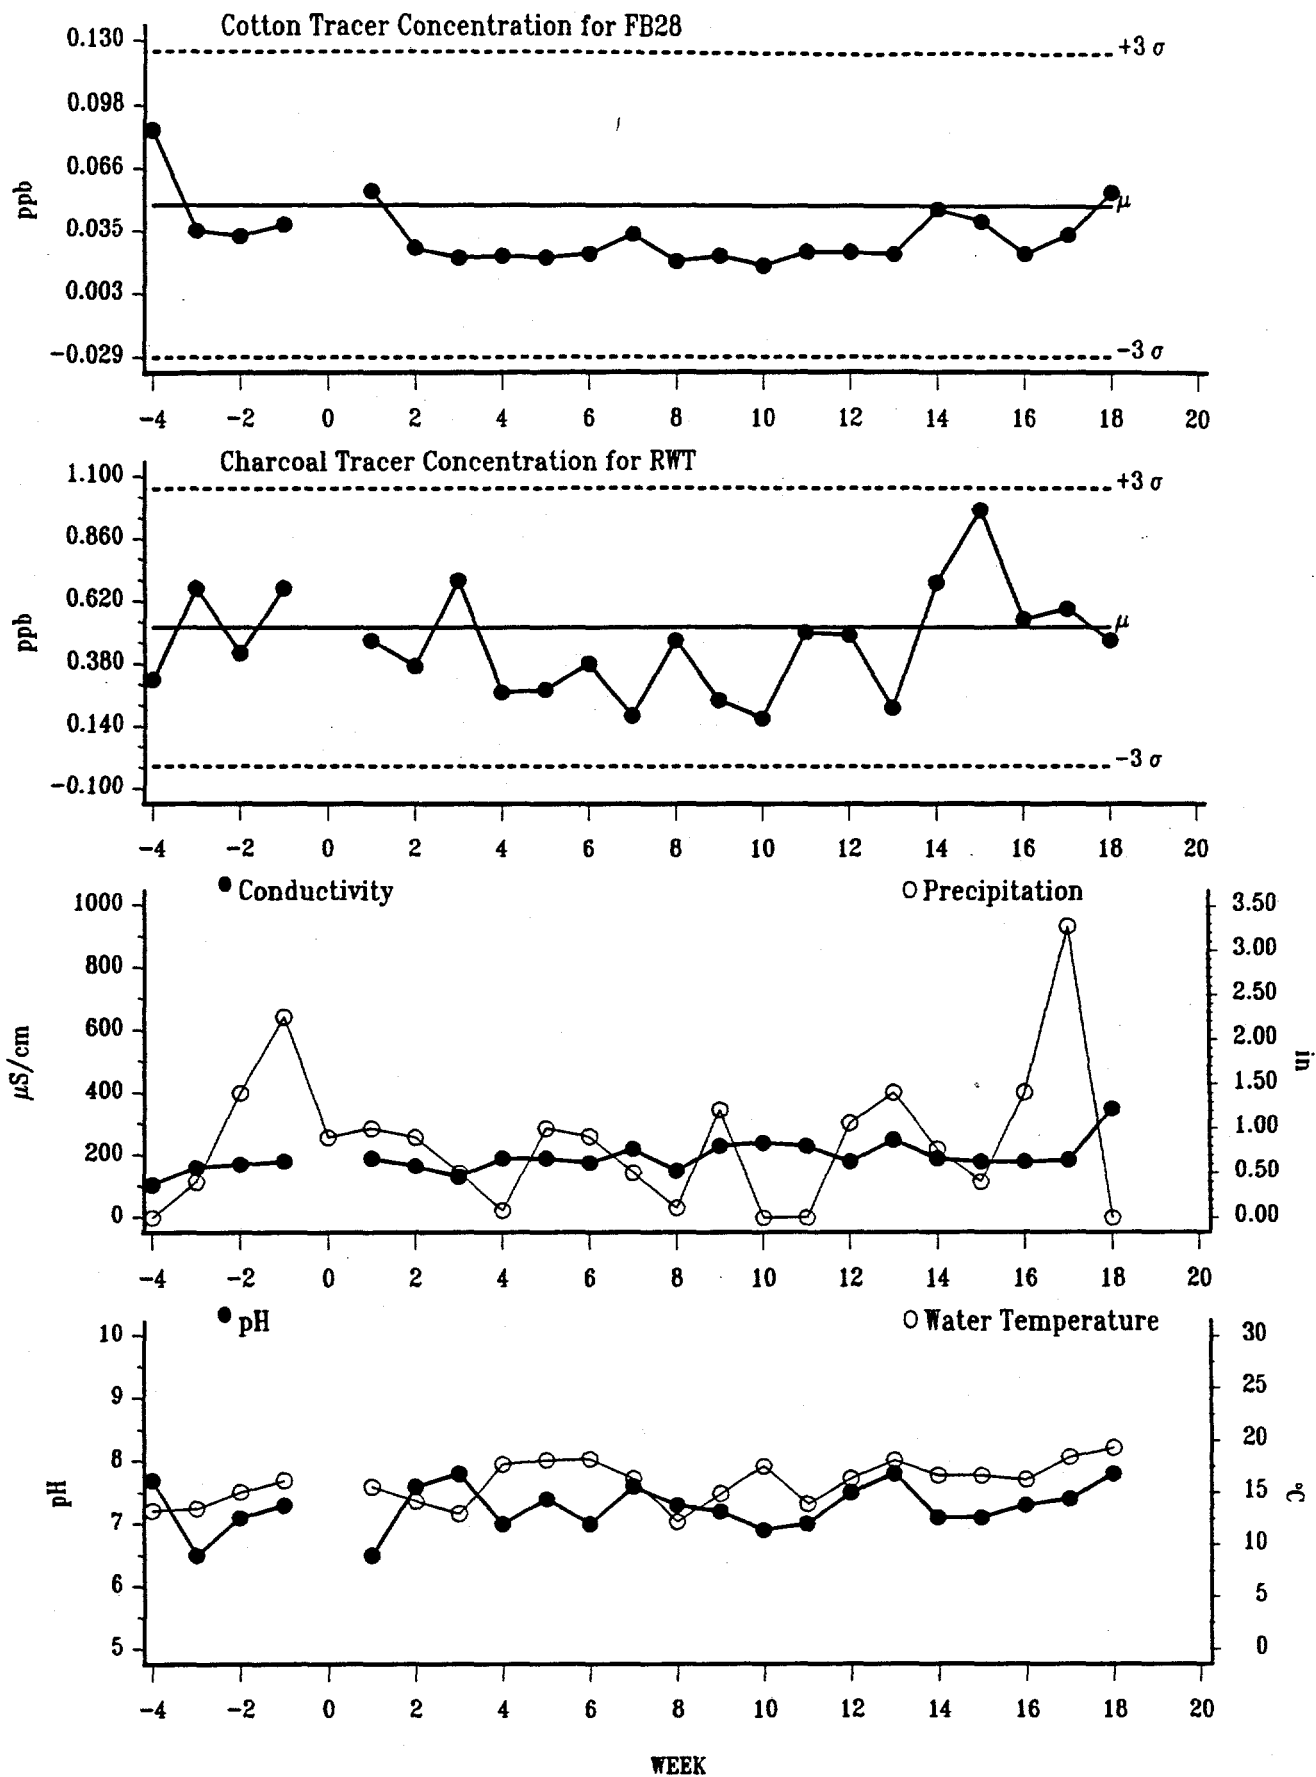 Cotton Tracer Concentration for FB28
0.130
+3 σ
0.098
0.066
ppb
μ
0.035
0.003
-0.029
-3 σ
-4 -2 0 2 4 6 8 10 12 14 16 18 20
Charcoal Tracer Concentration for RWT
1.100
+3 σ
0.860
0.620
ppb
μ
0.380
0.140
-3 σ
-0.100
-4 -2 0 2 4 6 8 10 12 14 16 18 20
Conductivity Precipitation
1000 3.50
3.00
800
2.50
600 2.00
μS/cm in
1.50
400
1.00
200
0.50
0 0.00
-4 -2 0 2 4 6 8 10 12 14 16 18 20
pH Water Temperature
10 30
9 25
20
8
pH 15 °C
7
10
6
5
5 0
-4 -2 0 2 4 6 8 10 12 14 16 18 20
WEEK